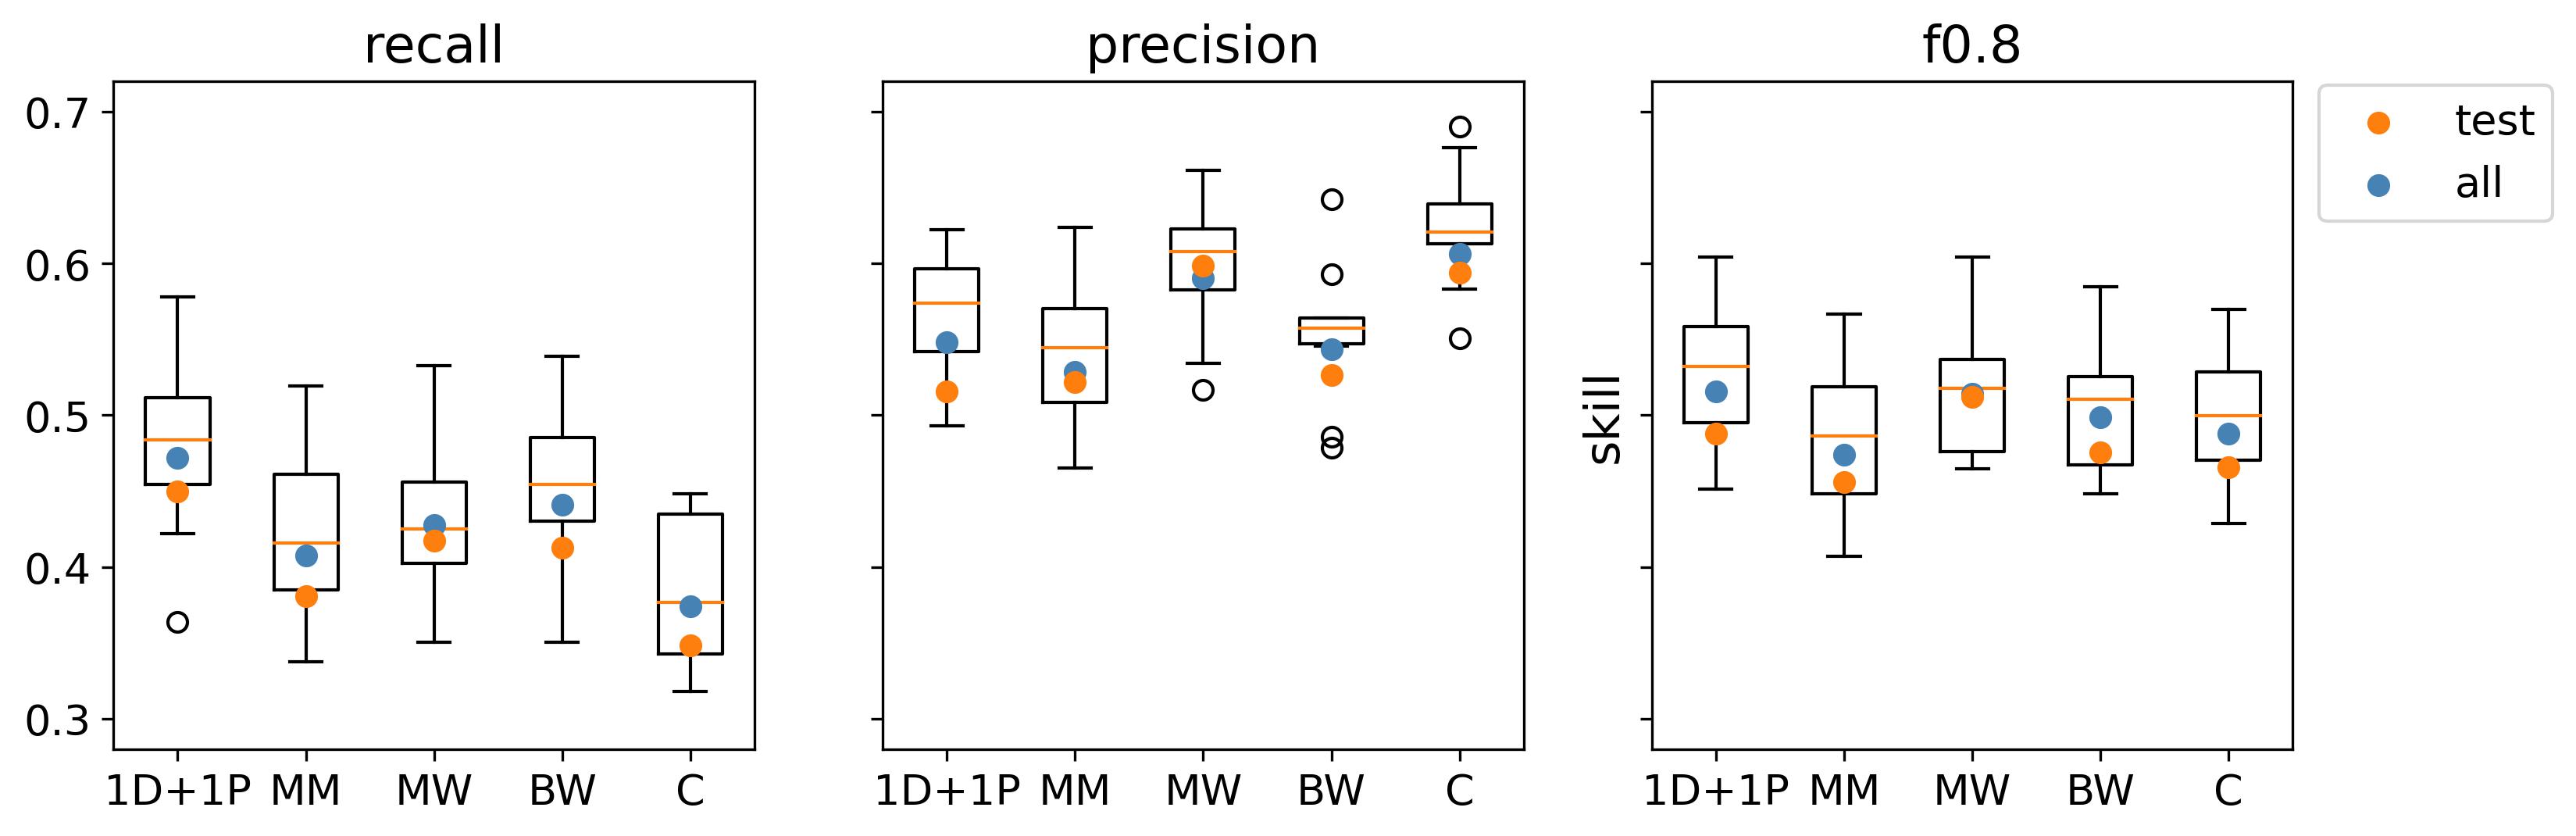 recall
precision
f0.8
test
all
0.7
0.6
0.5
0.4
0.3
skill
1D+1P MM MW BW C
1D+1P MM MW BW C
1D+1P MM MW BW C